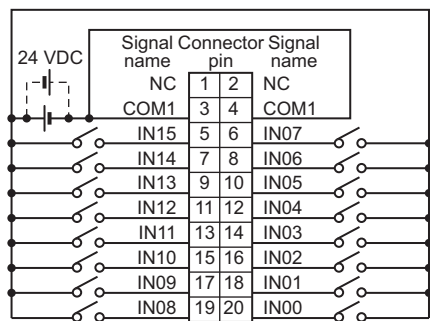 Signal Connector Signal
24 VDC name pin name
NC 1 2 NC
COM1 3 4 COM1
IN15 5 6 IN07
IN14 7 8 IN06
IN13 9 10 IN05
IN12 11 12 IN04
IN11 13 14 IN03
IN10 15 16 IN02
IN09 17 18 IN01
IN08 19 20 IN00